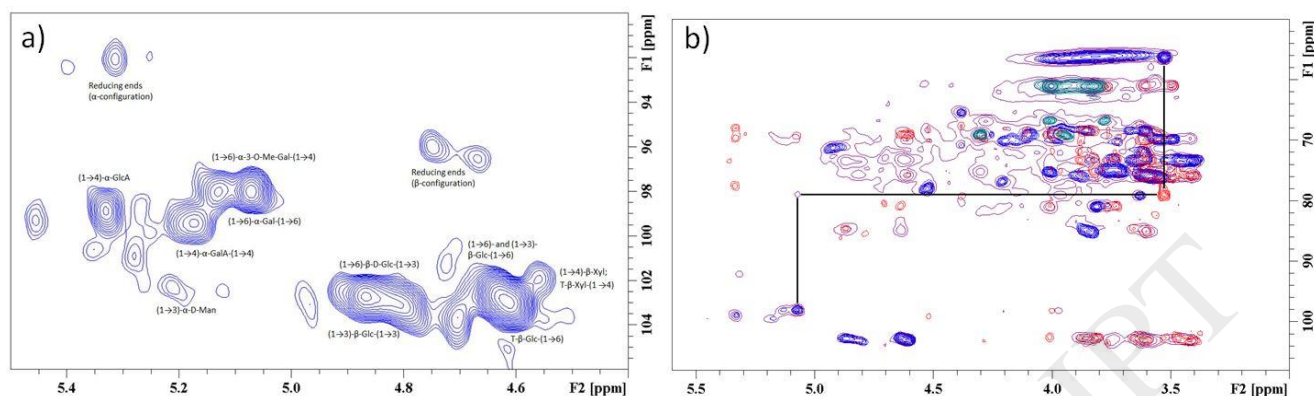 a)
F1 [ppm]
94
96
98
100
102
104
Reducing ends
(α-configuration)
Reducing ends
(β-configuration)
(1→4)-α-GlcA
(1→6)-α-3-O-Me-Gal-(1→4)
(1→6)-α-Gal-(1→6)
(1→4)-α-GalA-(1→4)
(1→3)-α-D-Man
(1→6)-β-D-Glc-(1→3)
(1→3)-β-Glc-(1→3)
(1→6)- and (1→3)-
β-Glc-(1→6)
(1→4)-β-Xyl;
T-β-Xyl-(1→4)
T-β-Glc-(1→6)
5.4 5.2 5.0 4.8 4.6 F2 [ppm]
b)
F1 [ppm]
70
80
90
100
5.5 5.0 4.5 4.0 3.5 F2 [ppm]